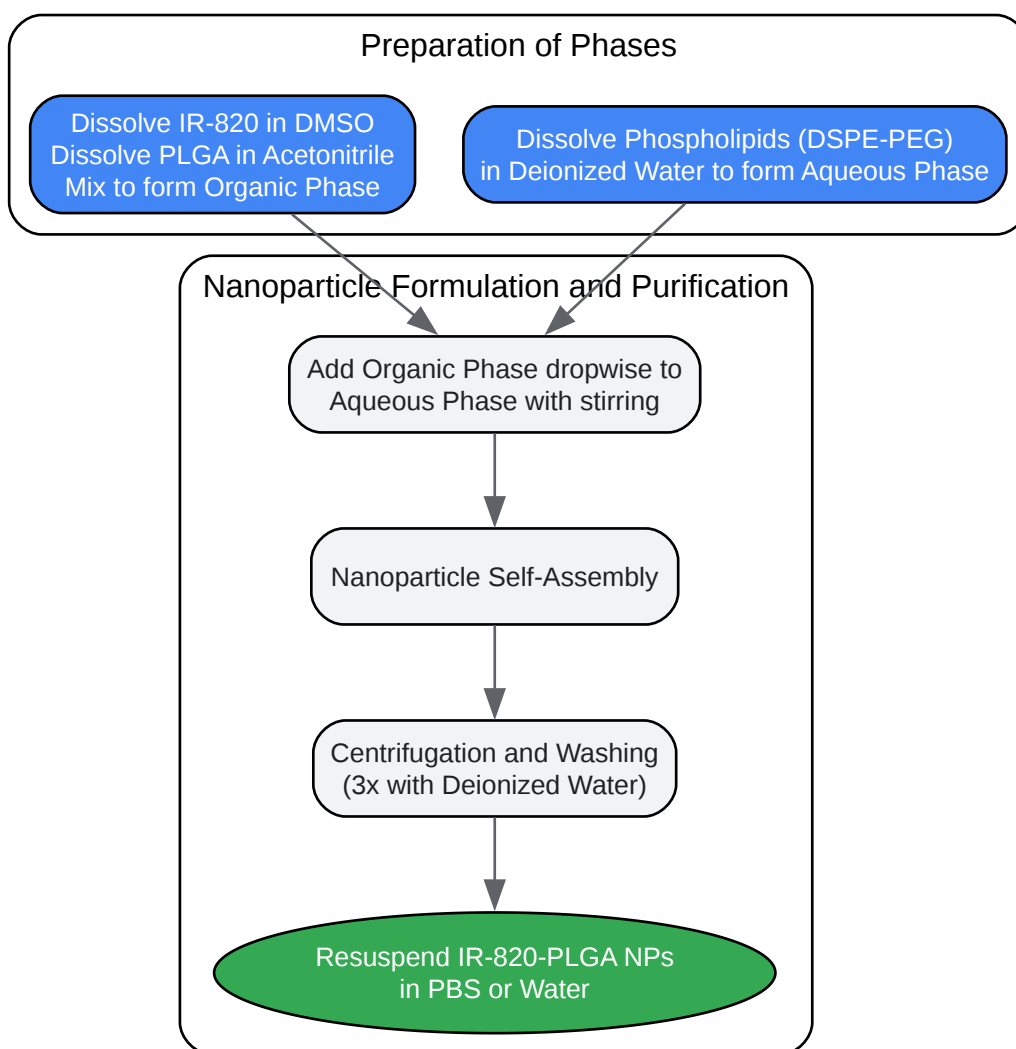 Preparation of Phases
Dissolve IR-820 in DMSO
Dissolve PLGA in Acetonitrile
Mix to form Organic Phase
Dissolve Phospholipids (DSPE-PEG)
in Deionized Water to form Aqueous Phase
Nanoparticle Formulation and Purification
Add Organic Phase dropwise to
Aqueous Phase with stirring
Nanoparticle Self-Assembly
Centrifugation and Washing
(3x with Deionized Water)
Resuspend IR-820-PLGA NPs
in PBS or Water